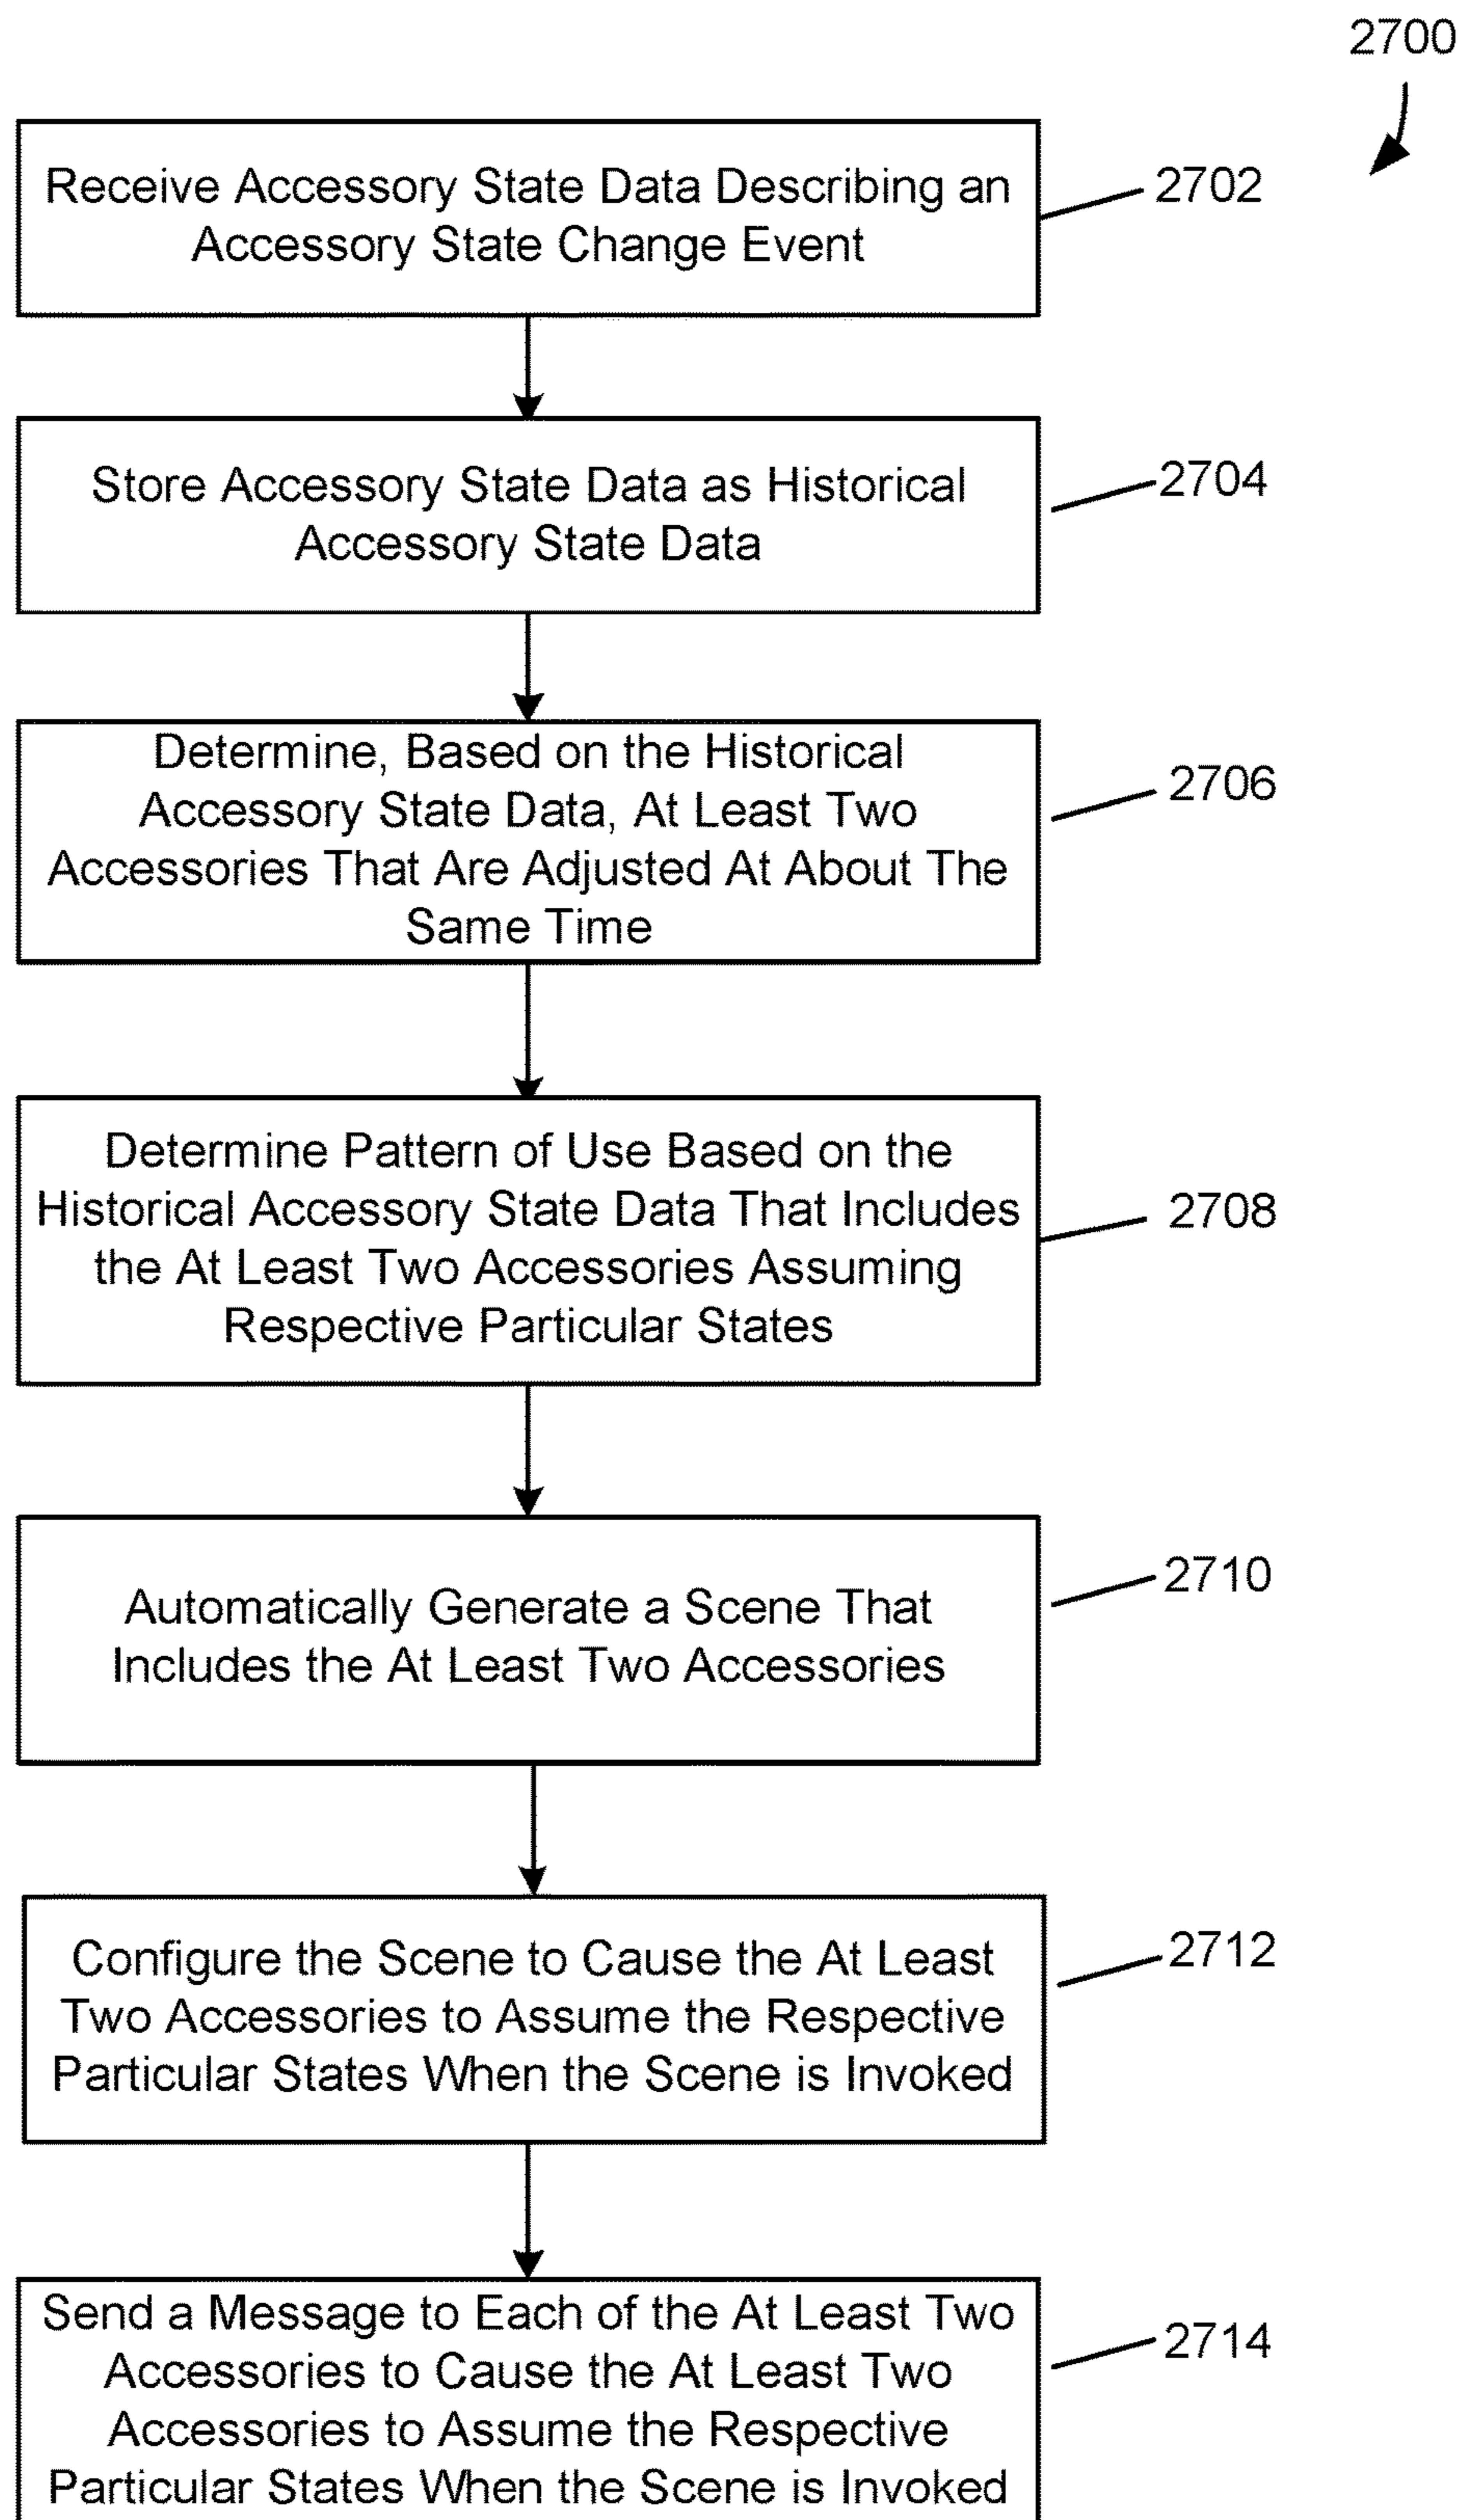 2700
Receive Accessory State Data Describing an
Accessory State Change Event
2702
Store Accessory State Data as Historical
Accessory State Data
2704
Determine, Based on the Historical
Accessory State Data, At Least Two
Accessories That Are Adjusted At About The
Same Time
2706
Determine Pattern of Use Based on the
Historical Accessory State Data That Includes
the At Least Two Accessories Assuming
Respective Particular States
2708
Automatically Generate a Scene That
Includes the At Least Two Accessories
2710
Configure the Scene to Cause the At Least
Two Accessories to Assume the Respective
Particular States When the Scene is Invoked
2712
Send a Message to Each of the At Least Two
Accessories to Cause the At Least Two
Accessories to Assume the Respective
Particular States When the Scene is Invoked
2714